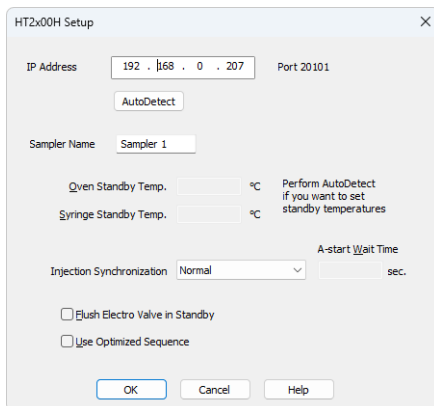 HT2x00H Setup
IP Address 192 . 168 . 0 . 207 Port 20101
AutoDetect
Sampler Name Sampler 1
Oven Standby Temp. ºC Perform AutoDetect
if you want to set
Syringe Standby Temp. ºC standby temperatures
A-start Wait Time
Injection Synchronization Normal sec.
Flush Electro Valve in Standby
Use Optimized Sequence
OK Cancel Help